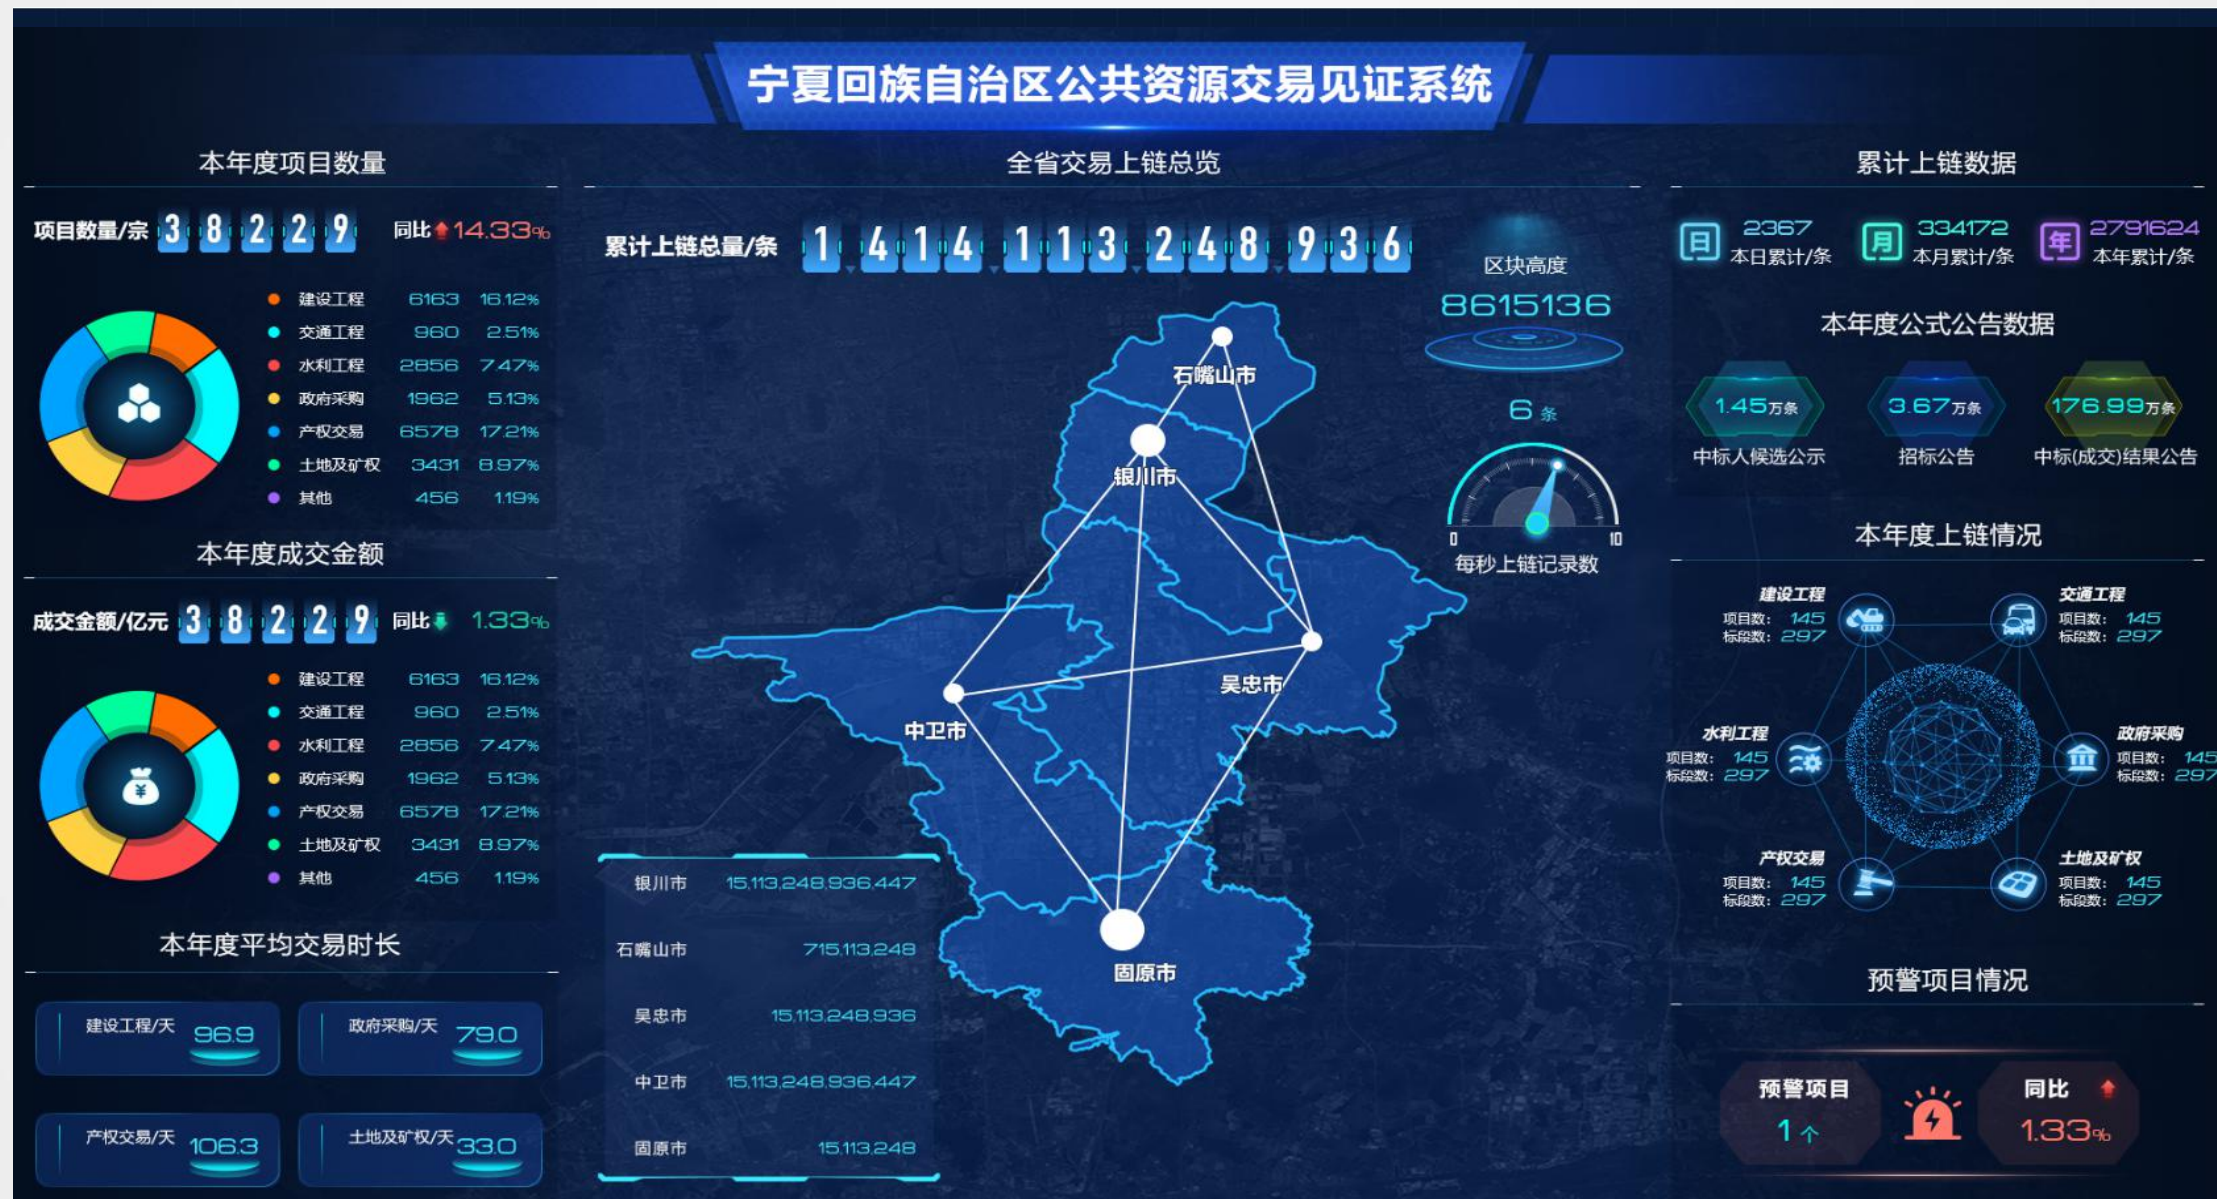 宁夏回族自治区公共资源交易见证系统
本年度项目数量
项目数量/宗 38229 同比 14.33%
建设工程 6163 16.12%
交通工程 960 2.51%
水利工程 2856 7.47%
政府采购 1962 5.13%
产权交易 6578 17.21%
土地及矿权 3431 8.97%
其他 456 1.19%
本年度成交金额
成交金额/亿元 38229 同比 1.33%
建设工程 6163 16.12%
交通工程 960 2.51%
水利工程 2856 7.47%
政府采购 1962 5.13%
产权交易 6578 17.21%
土地及矿权 3431 8.97%
其他 456 1.19%
本年度平均交易时长
建设工程/天 96.9
政府采购/天 79.0
产权交易/天 106.3
土地及矿权/天 33.0
全省交易上链总览
累计上链总量/条 1,414,113,248,936
区块高度
8615136
6 条
0 10
每秒上链记录数
石嘴山市
银川市
吴忠市
中卫市
固原市
银川市 15,113,248,936,447
石嘴山市 715,113,248
吴忠市 15,113,248,936
中卫市 15,113,248,936,447
固原市 15,113,248
累计上链数据
日 2367 本日累计/条
月 334172 本月累计/条
年 2791624 本年累计/条
本年度公式公告数据
1.45万条 3.67万条 176.99万条
中标人候选公示 招标公告 中标(成交)结果公告
本年度上链情况
建设工程
项目数: 145
标段数: 297
交通工程
项目数: 145
标段数: 297
水利工程
项目数: 145
标段数: 297
政府采购
项目数: 145
标段数: 297
产权交易
项目数: 145
标段数: 297
土地及矿权
项目数: 145
标段数: 297
预警项目情况
预警项目
1 个
同比
1.33%